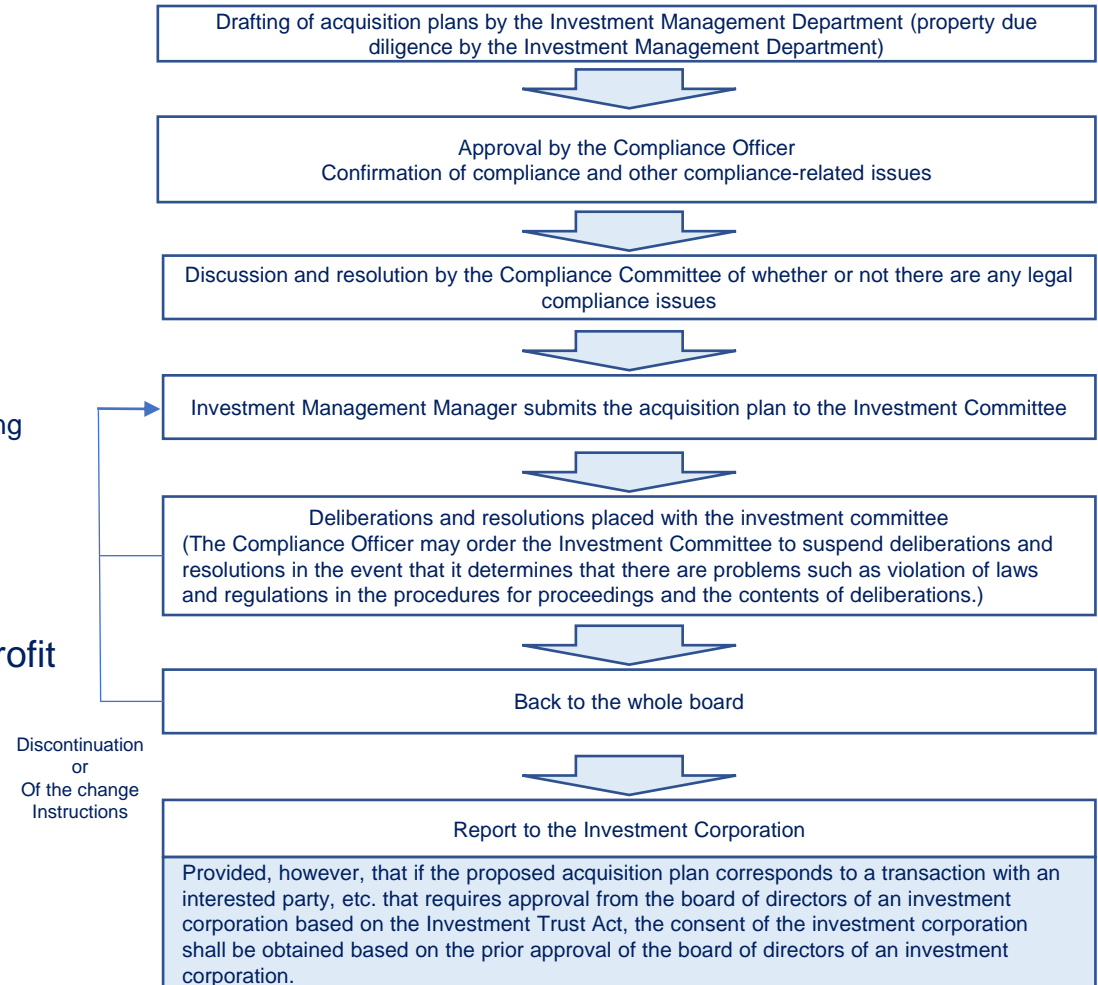 Drafting of acquisition plans by the Investment Management Department (property due
diligence by the Investment Management Department)
Approval by the Compliance Officer
Confirmation of compliance and other compliance-related issues
Discussion and resolution by the Compliance Committee of whether or not there are any legal
compliance issues
Investment Management Manager submits the acquisition plan to the Investment Committee
Deliberations and resolutions placed with the investment committee
(The Compliance Officer may order the Investment Committee to suspend deliberations and
resolutions in the event that it determines that there are problems such as violation of laws
and regulations in the procedures for proceedings and the contents of deliberations.)
Back to the whole board
Discontinuation
or
Of the change
Instructions
Report to the Investment Corporation
Provided, however, that if the proposed acquisition plan corresponds to a transaction with an
interested party, etc. that requires approval from the board of directors of an investment
corporation based on the Investment Trust Act, the consent of the investment corporation
shall be obtained based on the prior approval of the board of directors of an investment
corporation.